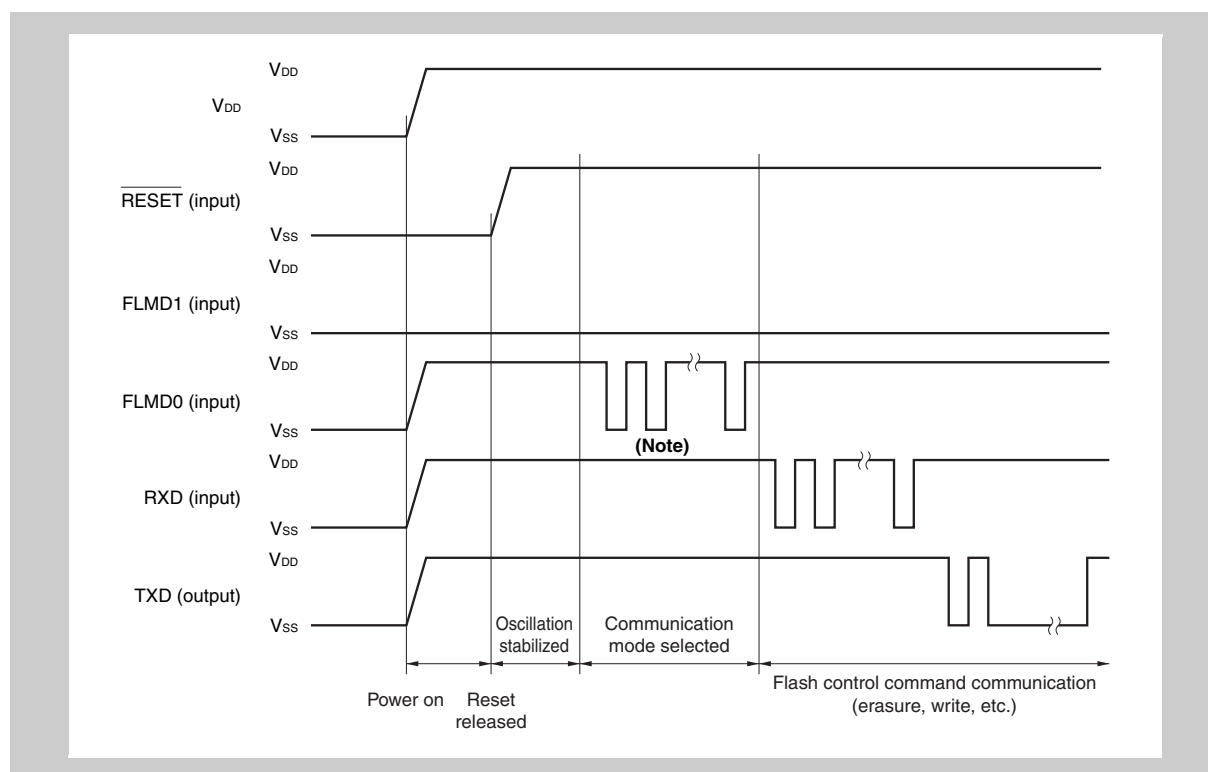 VDD
VDD
VSS
VDD
RESET (input)
VSS
VDD
FLMD1 (input)
VSS
VDD
FLMD0 (input)
VSS
(Note)
VDD
RXD (input)
VSS
VDD
TXD (output)
VSS
Oscillation
stabilized
Communication
mode selected
Power on
Reset
released
Flash control command communication
(erasure, write, etc.)